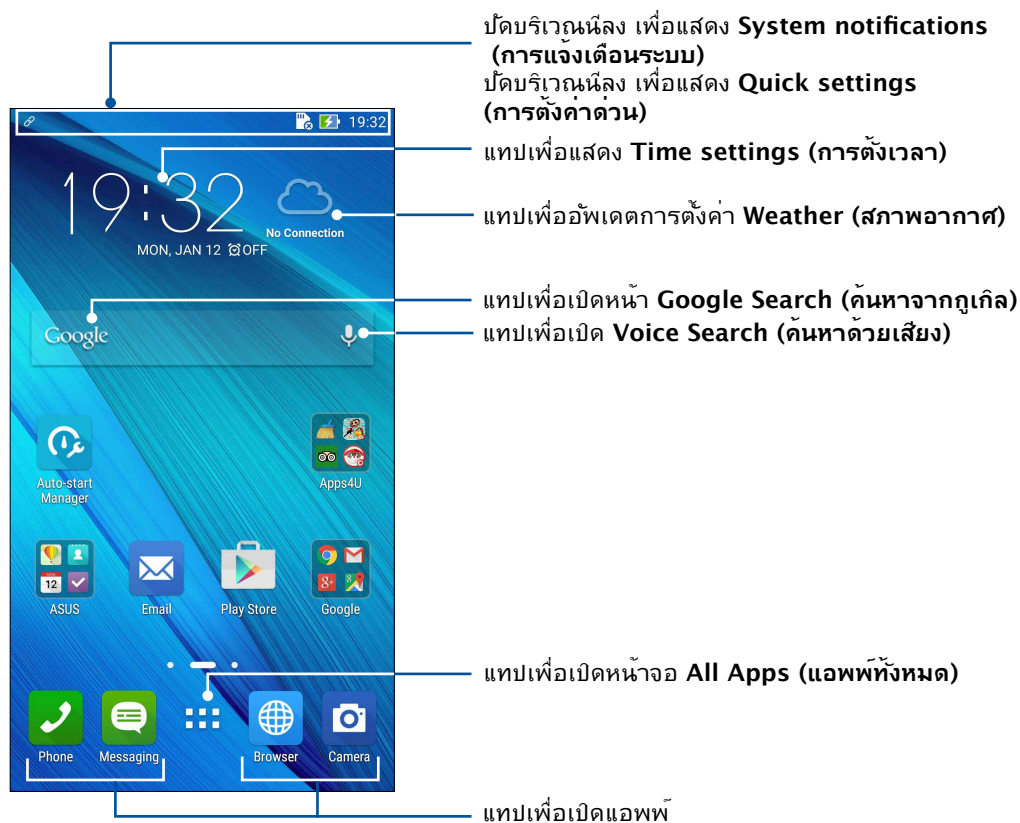 ปัดบริเวณนี้ลง เพื่อแสดง System notifications
(การแจ้งเตือนระบบ)
ปัดบริเวณนี้ลง เพื่อแสดง Quick settings
(การตั้งค่าด่วน)
19:32
แทปเพื่อแสดง Time settings (การตั้งเวลา)
19:32
No Connection
MON, JAN 12 OFF
แทปเพื่ออัพเดตการตั้งค่า Weather (สภาพอากาศ)
แทปเพื่อเปิดหน้า Google Search (ค้นหาจากกูเกิล)
Google
แทปเพื่อเปิด Voice Search (ค้นหาด้วยเสียง)
Auto-start
Manager
Apps4U
12
8+
ASUS
Email
Play Store
Google
แทปเพื่อเปิดหน้าจอ All Apps (แอพพ์ทั้งหมด)
Phone
Messaging
Browser
Camera
แทปเพื่อเปิดแอพพ์